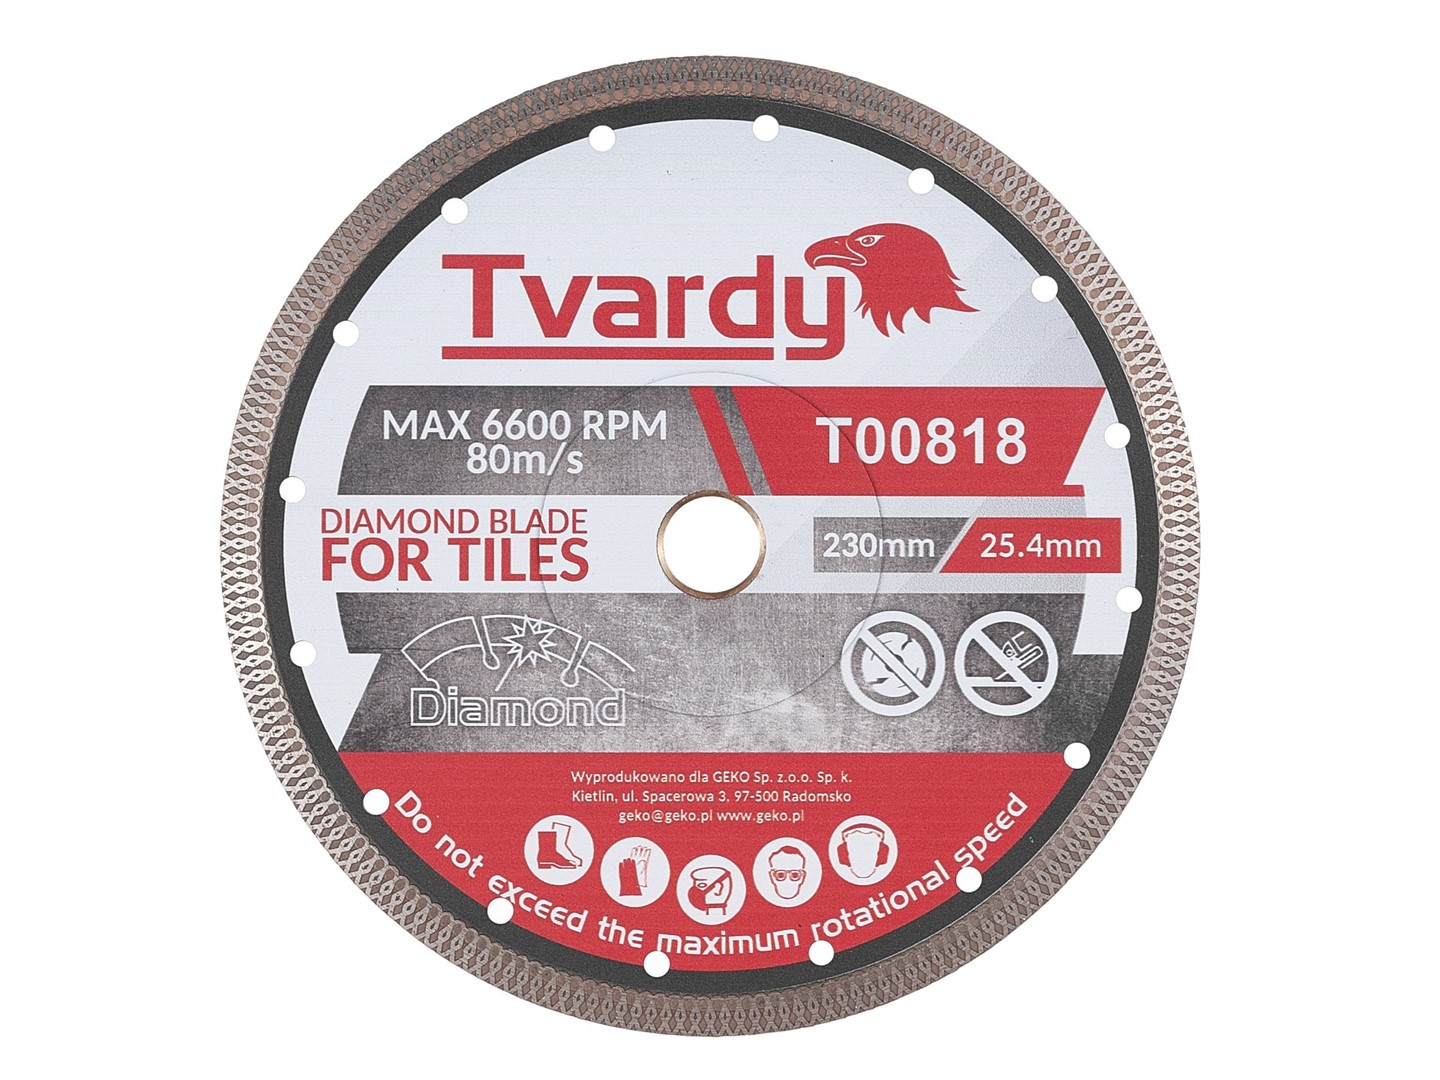 Tvardy
MAX 6600 RPM
80m/s
T00818
DIAMOND BLADE
FOR TILES
230mm
25.4mm
Diamond
Wyprodukowano dla GEKO Sp. z.o.o. Sp. k.
Kietlin, ul. Spacerowa 3, 97-500 Radomsko
geko@geko.pl www.geko.pl
Do not exceed the maximum rotational speed